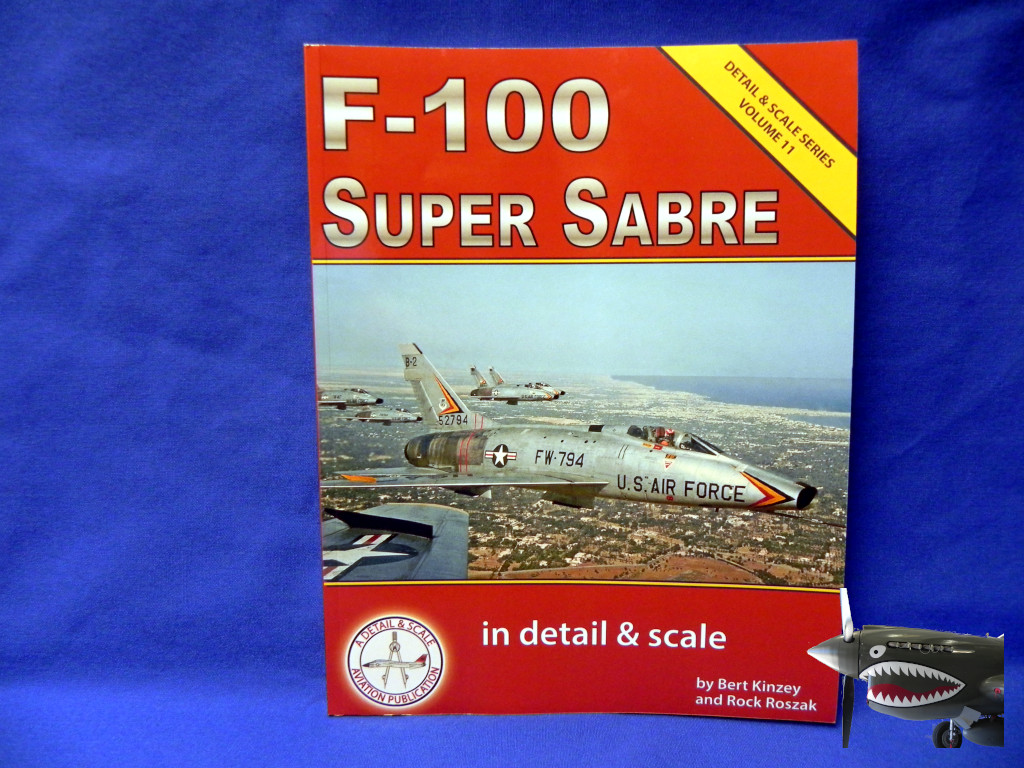 F-100
SUPER SABRE
DETAIL & SCALE SERIES
VOLUME 11
B-2
52794
FW-794
U.S. AIR FORCE
A DETAIL & SCALE
AVIATION PUBLICATION
in detail & scale
by Bert Kinzey
and Rock Roszak